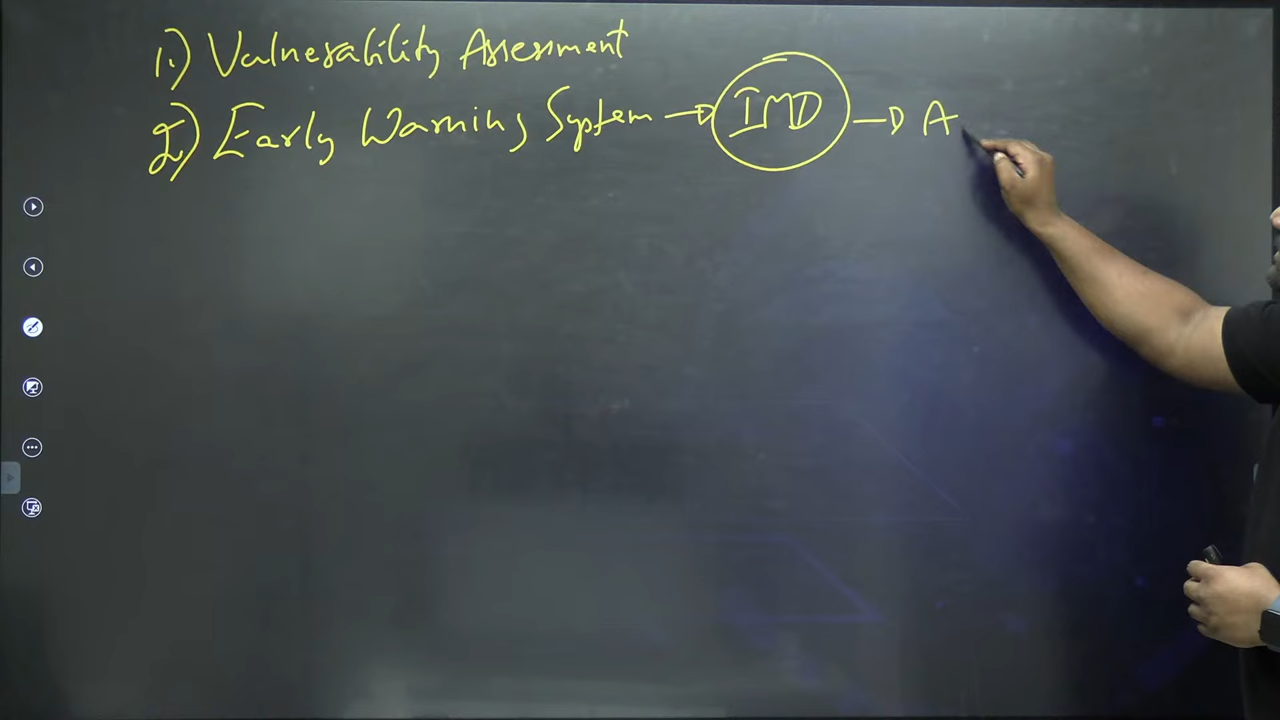 1.) Vulnerability Assessment
2.) Early Warning System → IMD → A